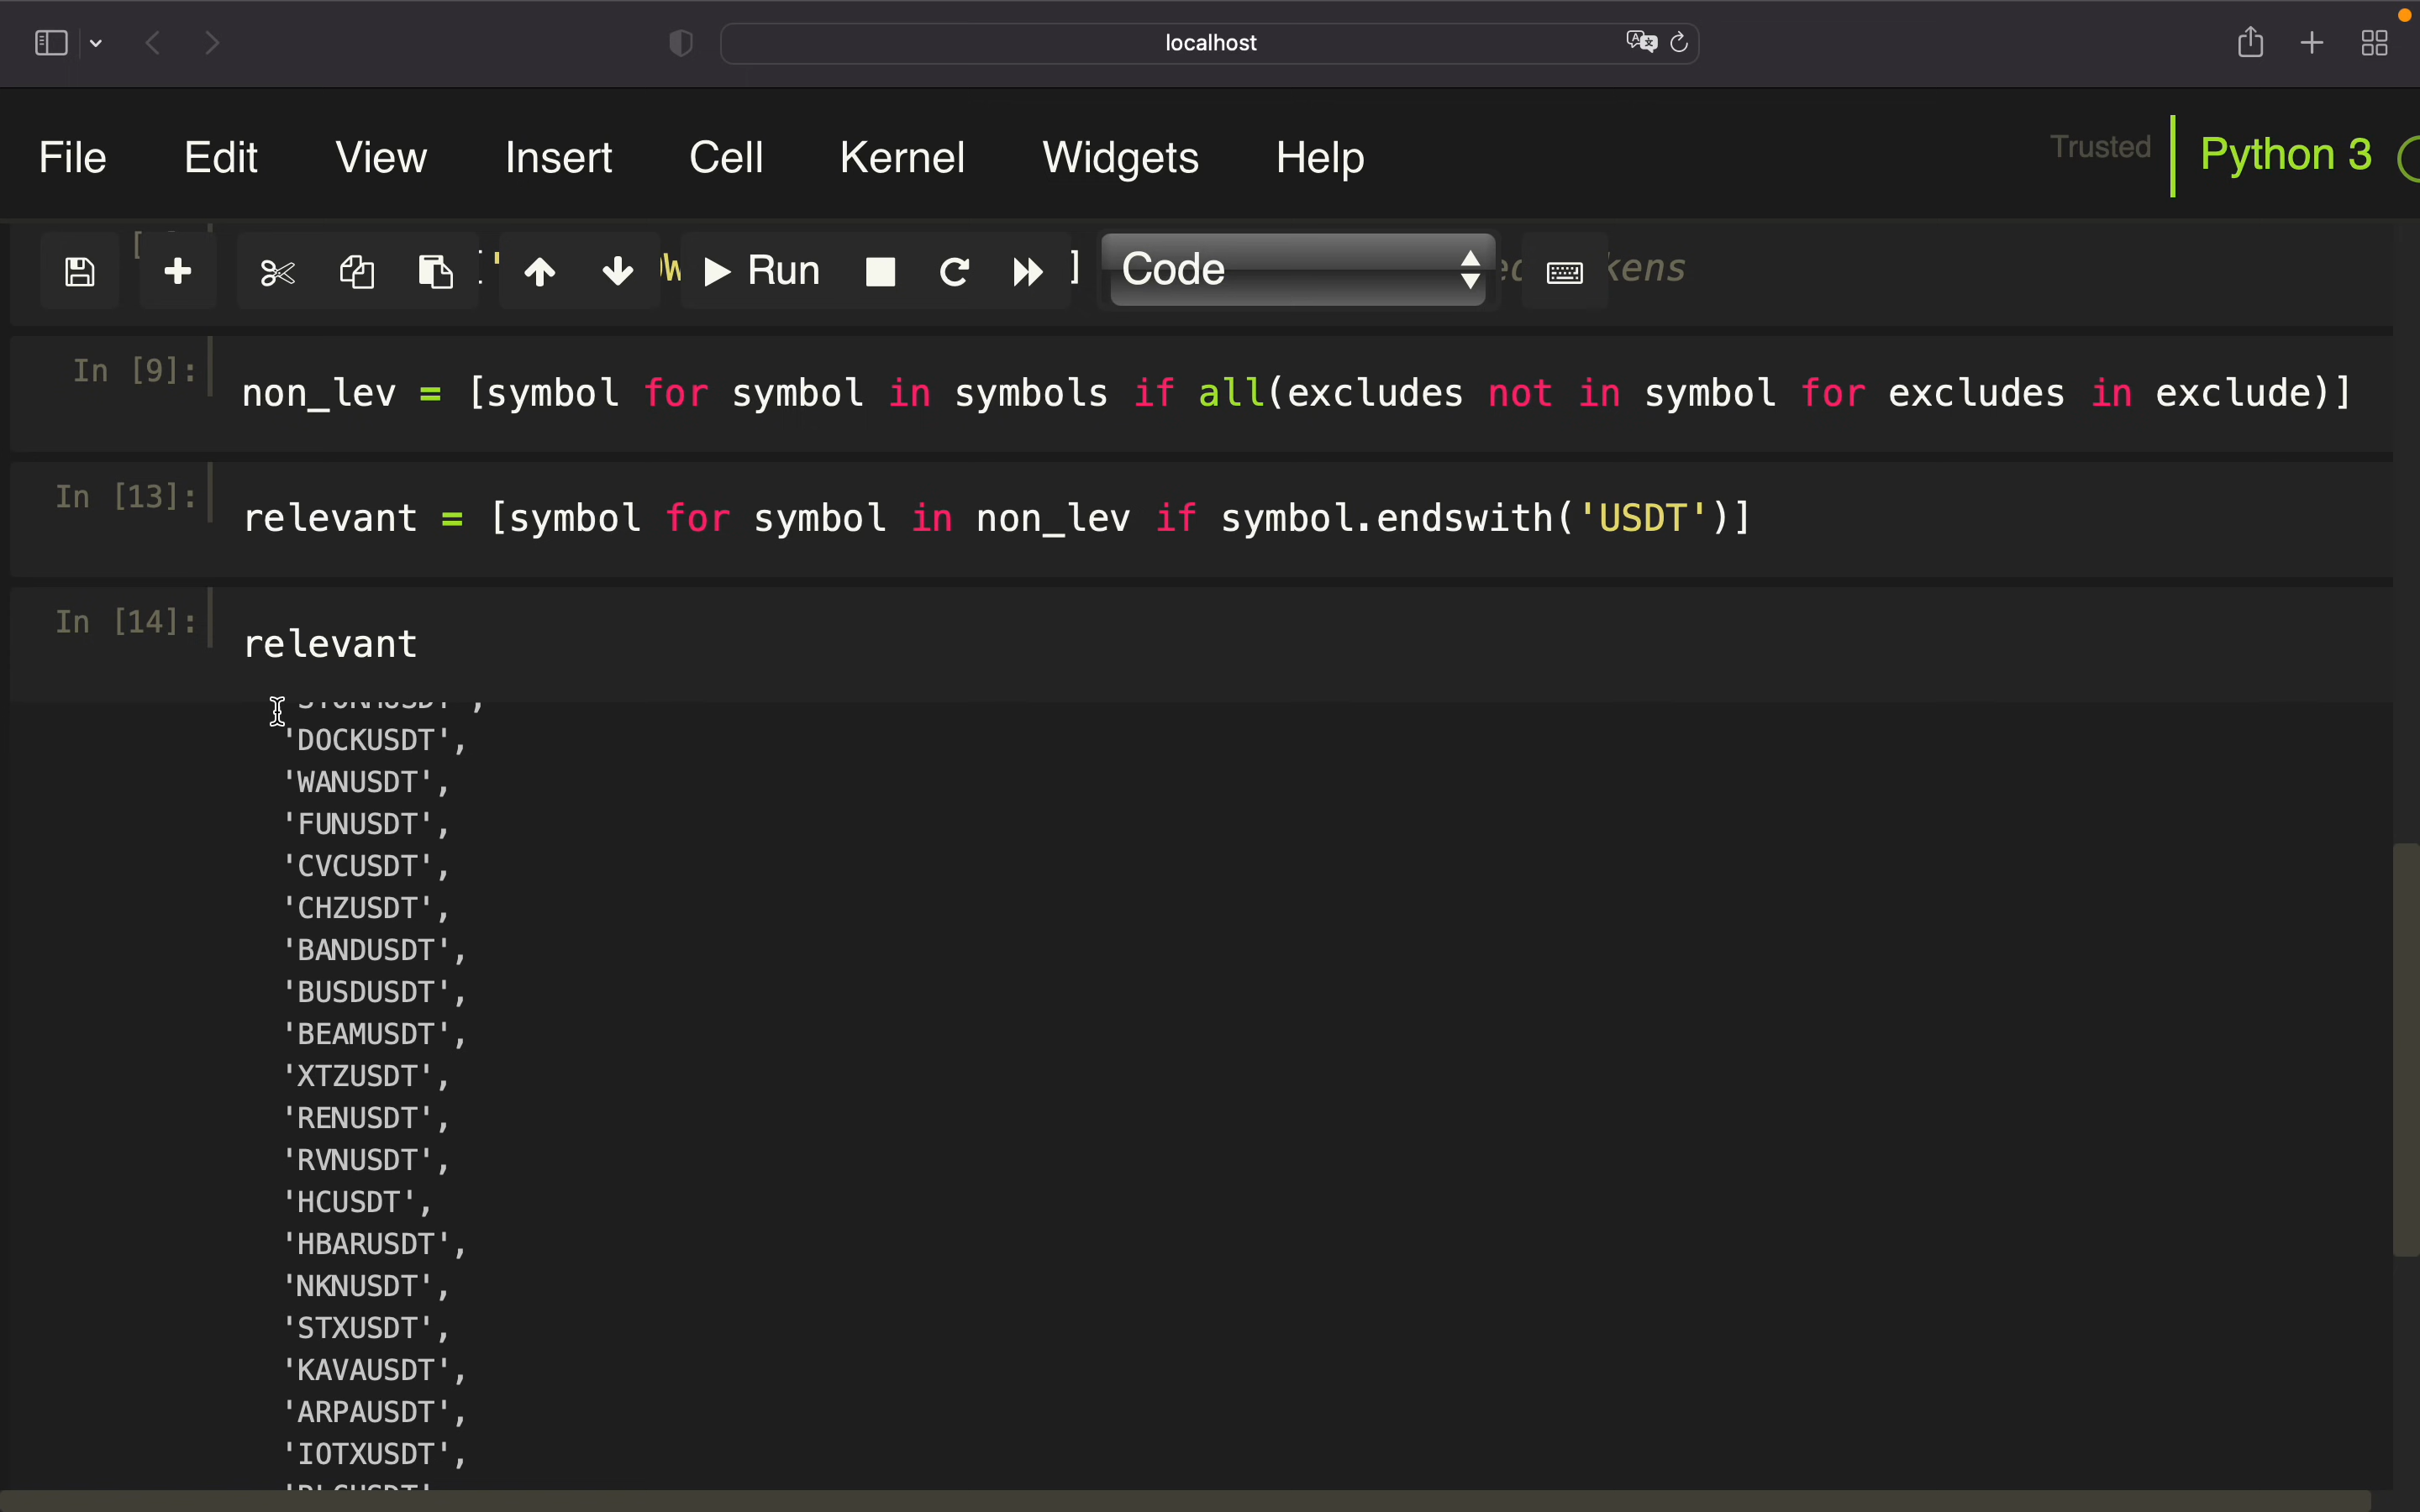 localhost
File Edit View Insert Cell Kernel Widgets Help Trusted Python 3
Run Code
In [9]: non_lev = [symbol for symbol in symbols if all(excludes not in symbol for excludes in exclude)]
In [13]: relevant = [symbol for symbol in non_lev if symbol.endswith('USDT')]
In [14]: relevant
'DOCKUSDT',
'WANUSDT',
'FUNUSDT',
'CVCUSDT',
'CHZUSDT',
'BANDUSDT',
'BUSDUSDT',
'BEAMUSDT',
'XTZUSDT',
'RENUSDT',
'RVNUSDT',
'HCUSDT',
'HBARUSDT',
'NKNUSDT',
'STXUSDT',
'KAVAUSDT',
'ARPAUSDT',
'IOTXUSDT',